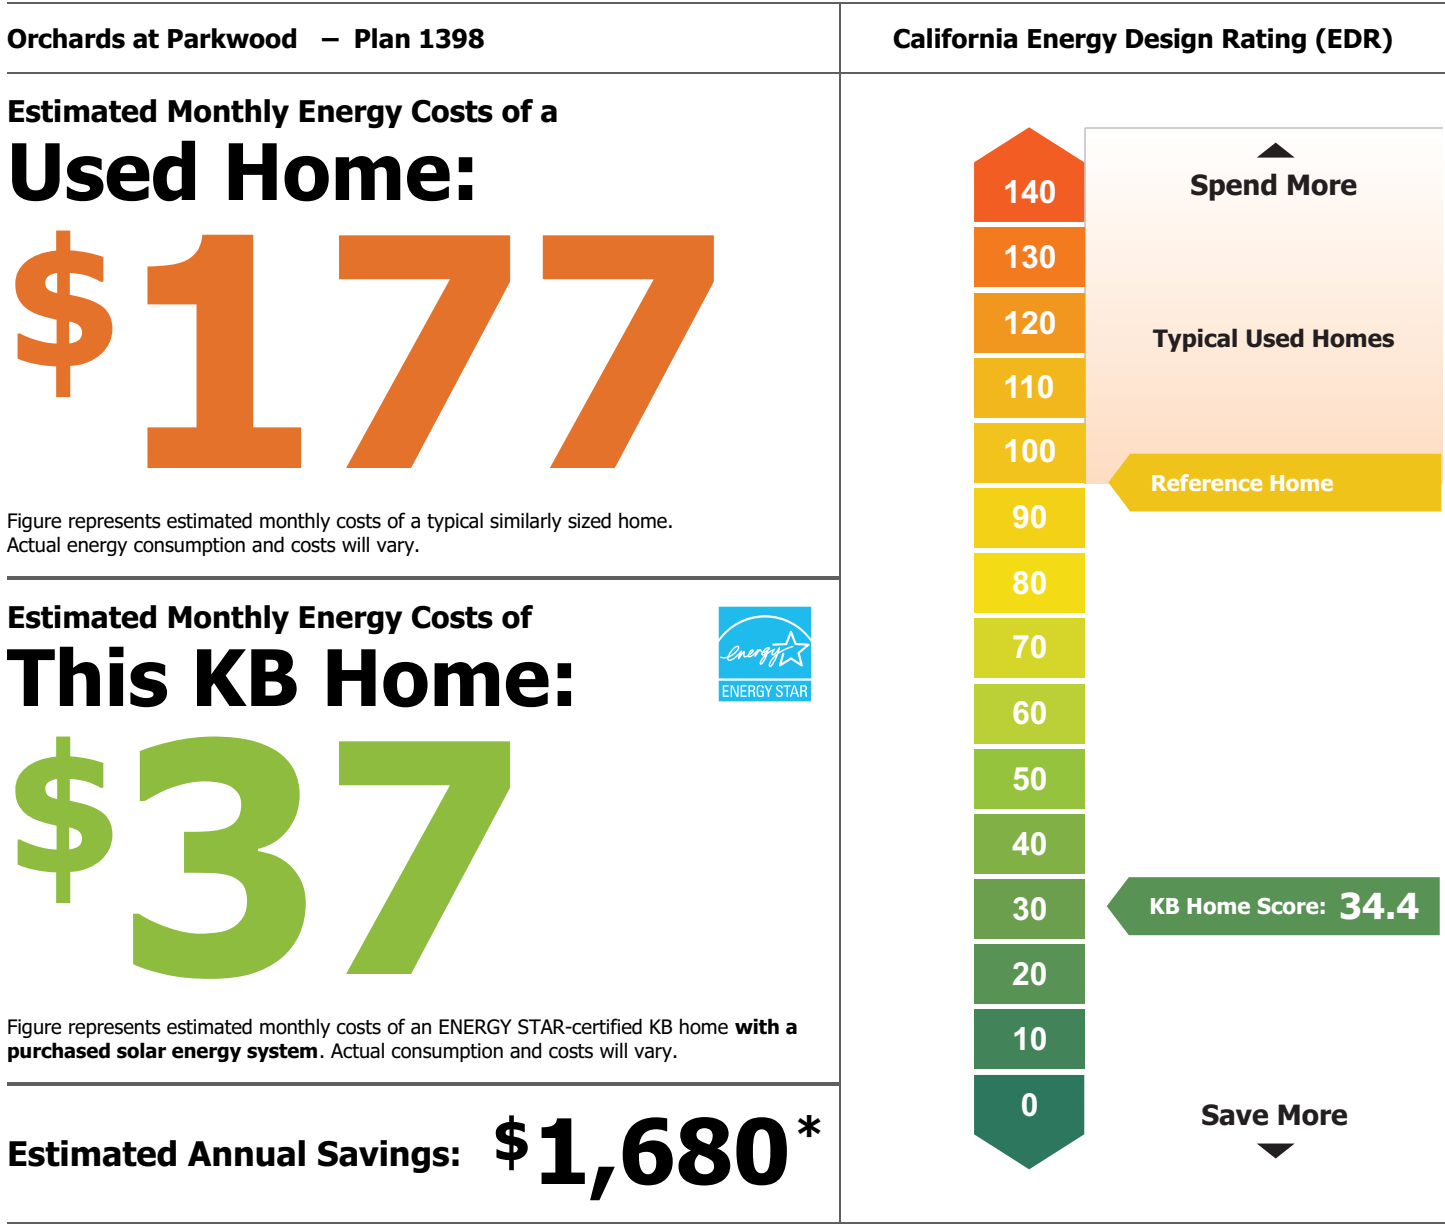 Orchards at Parkwood – Plan 1398
California Energy Design Rating (EDR)
Estimated Monthly Energy Costs of a
Used Home:
$177
Figure represents estimated monthly costs of a typical similarly sized home.
Actual energy consumption and costs will vary.
Estimated Monthly Energy Costs of
This KB Home:
energy
ENERGY STAR
$37
Figure represents estimated monthly costs of an ENERGY STAR-certified KB home with a
purchased solar energy system. Actual consumption and costs will vary.
Estimated Annual Savings: $1,680*
140
130
120
110
100
90
80
70
60
50
40
30
20
10
0
Spend More
Typical Used Homes
Reference Home
KB Home Score: 34.4
Save More